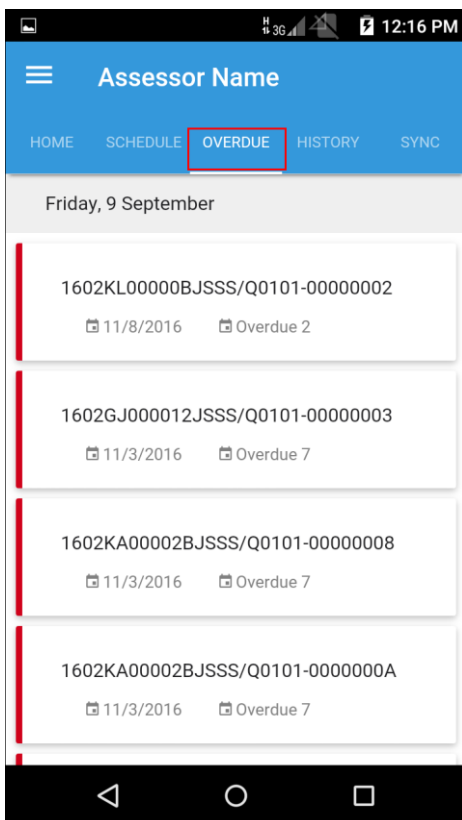 H 3G 12:16 PM
Assessor Name
HOME SCHEDULE OVERDUE HISTORY SYNC
Friday, 9 September
1602KL00000BJSSS/Q0101-00000002
11/8/2016 Overdue 2
1602GJ000012JSSS/Q0101-00000003
11/3/2016 Overdue 7
1602KA00002BJSSS/Q0101-00000008
11/3/2016 Overdue 7
1602KA00002BJSSS/Q0101-0000000A
11/3/2016 Overdue 7